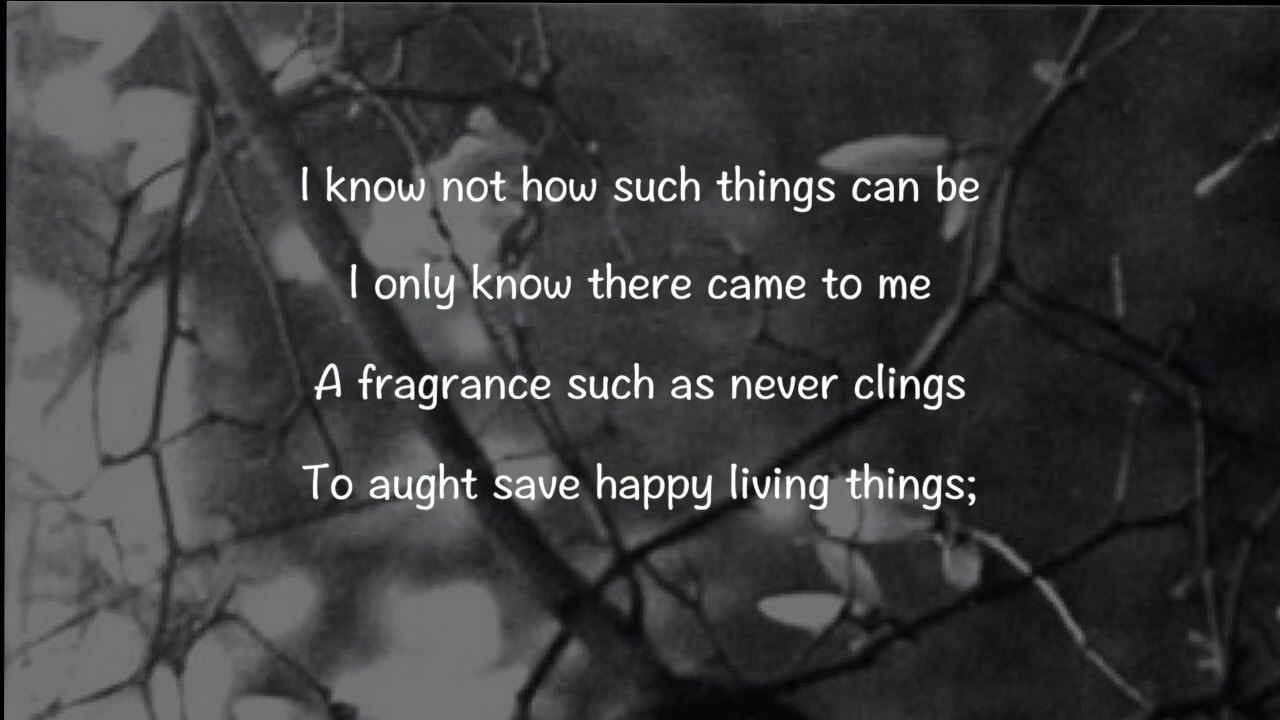 I know not how such things can be
I only know there came to me
A fragrance such as never clings
To aught save happy living things;